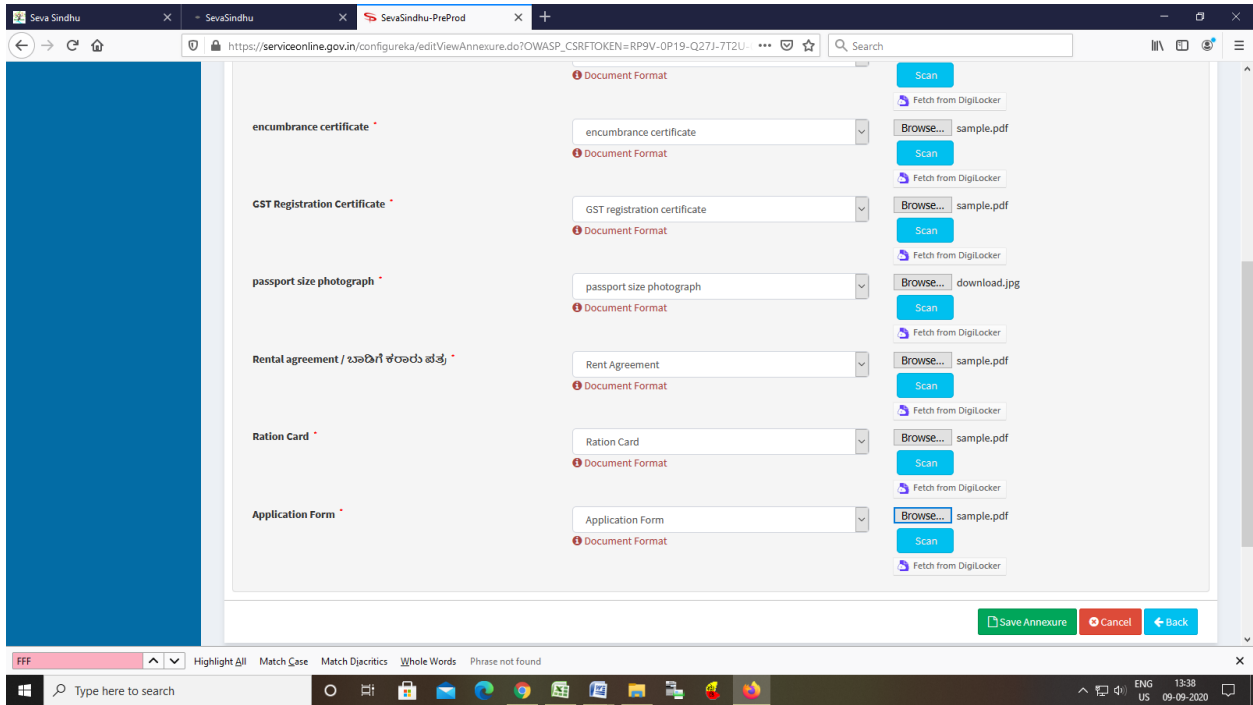 Seva Sindhu
SevaSindhu
SevaSindhu-PreProd
https://serviceonline.gov.in/configureka/editViewAnnexure.do?OWASP_CSRFTOKEN=RP9V-0P19-Q27J-7T2U-
Search
Document Format
Scan
Fetch from DigiLocker
encumbrance certificate *
encumbrance certificate
Browse... sample.pdf
Document Format
Scan
Fetch from DigiLocker
GST Registration Certificate *
GST registration certificate
Browse... sample.pdf
Document Format
Scan
Fetch from DigiLocker
passport size photograph *
passport size photograph
Browse... download.jpg
Document Format
Scan
Fetch from DigiLocker
Rental agreement / ಬಾಡಿಗೆ ಕರಾರು ಪತ್ರ *
Rent Agreement
Browse... sample.pdf
Document Format
Scan
Fetch from DigiLocker
Ration Card *
Ration Card
Browse... sample.pdf
Document Format
Scan
Fetch from DigiLocker
Application Form *
Application Form
Browse... sample.pdf
Document Format
Scan
Fetch from DigiLocker
Save Annexure Cancel Back
FFF Highlight All Match Case Match Diacritics Whole Words Phrase not found
Type here to search
ENG 13:38
US 09-09-2020